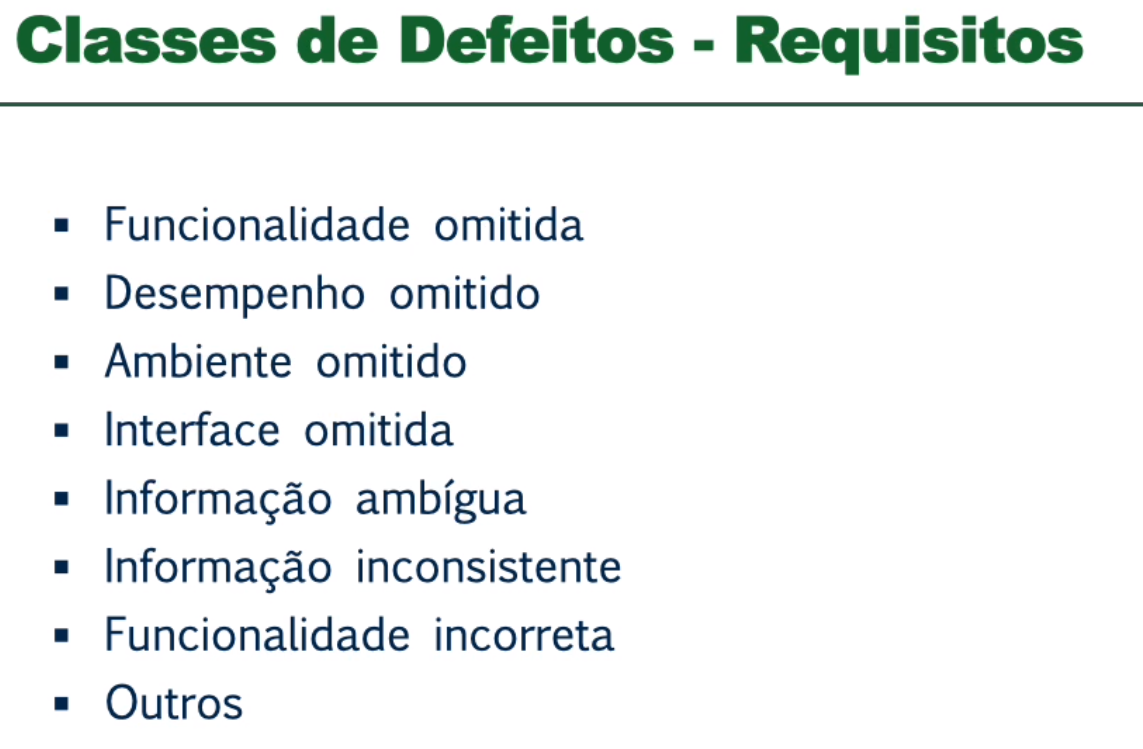 Classes de Defeitos - Requisitos
▪ Funcionalidade omitida
▪ Desempenho omitido
▪ Ambiente omitido
▪ Interface omitida
▪ Informação ambígua
▪ Informação inconsistente
▪ Funcionalidade incorreta
▪ Outros